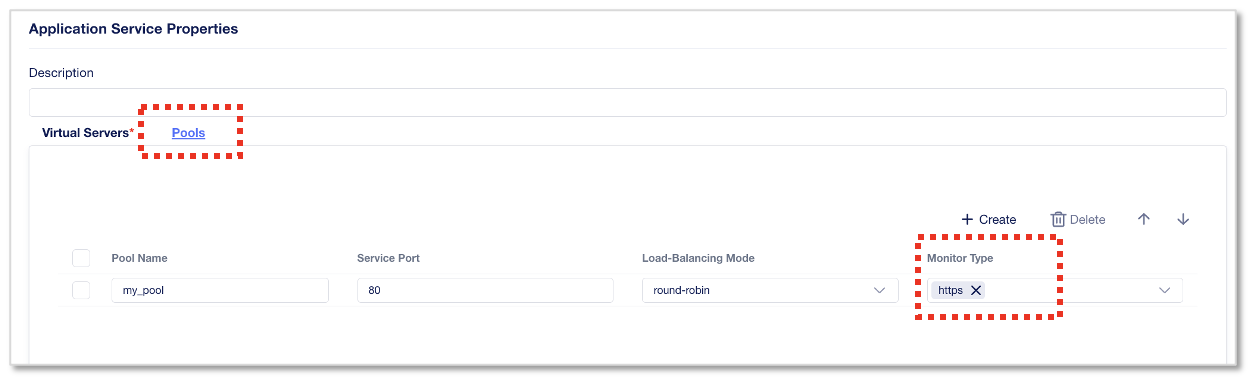 Application Service Properties
Description
Virtual Servers* Pools
Create Delete
Pool Name Service Port Load-Balancing Mode Monitor Type
my_pool 80 round-robin https